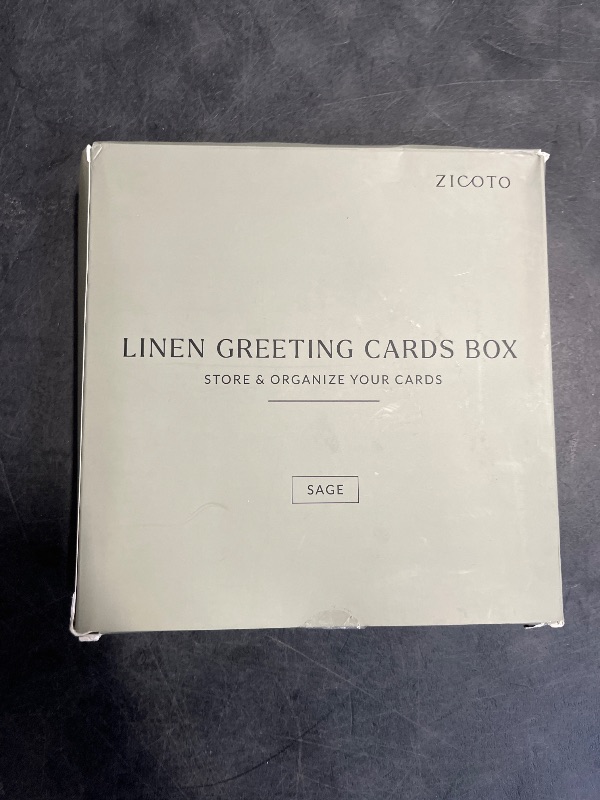 ZICOTO
LINEN GREETING CARDS BOX
STORE & ORGANIZE YOUR CARDS
SAGE